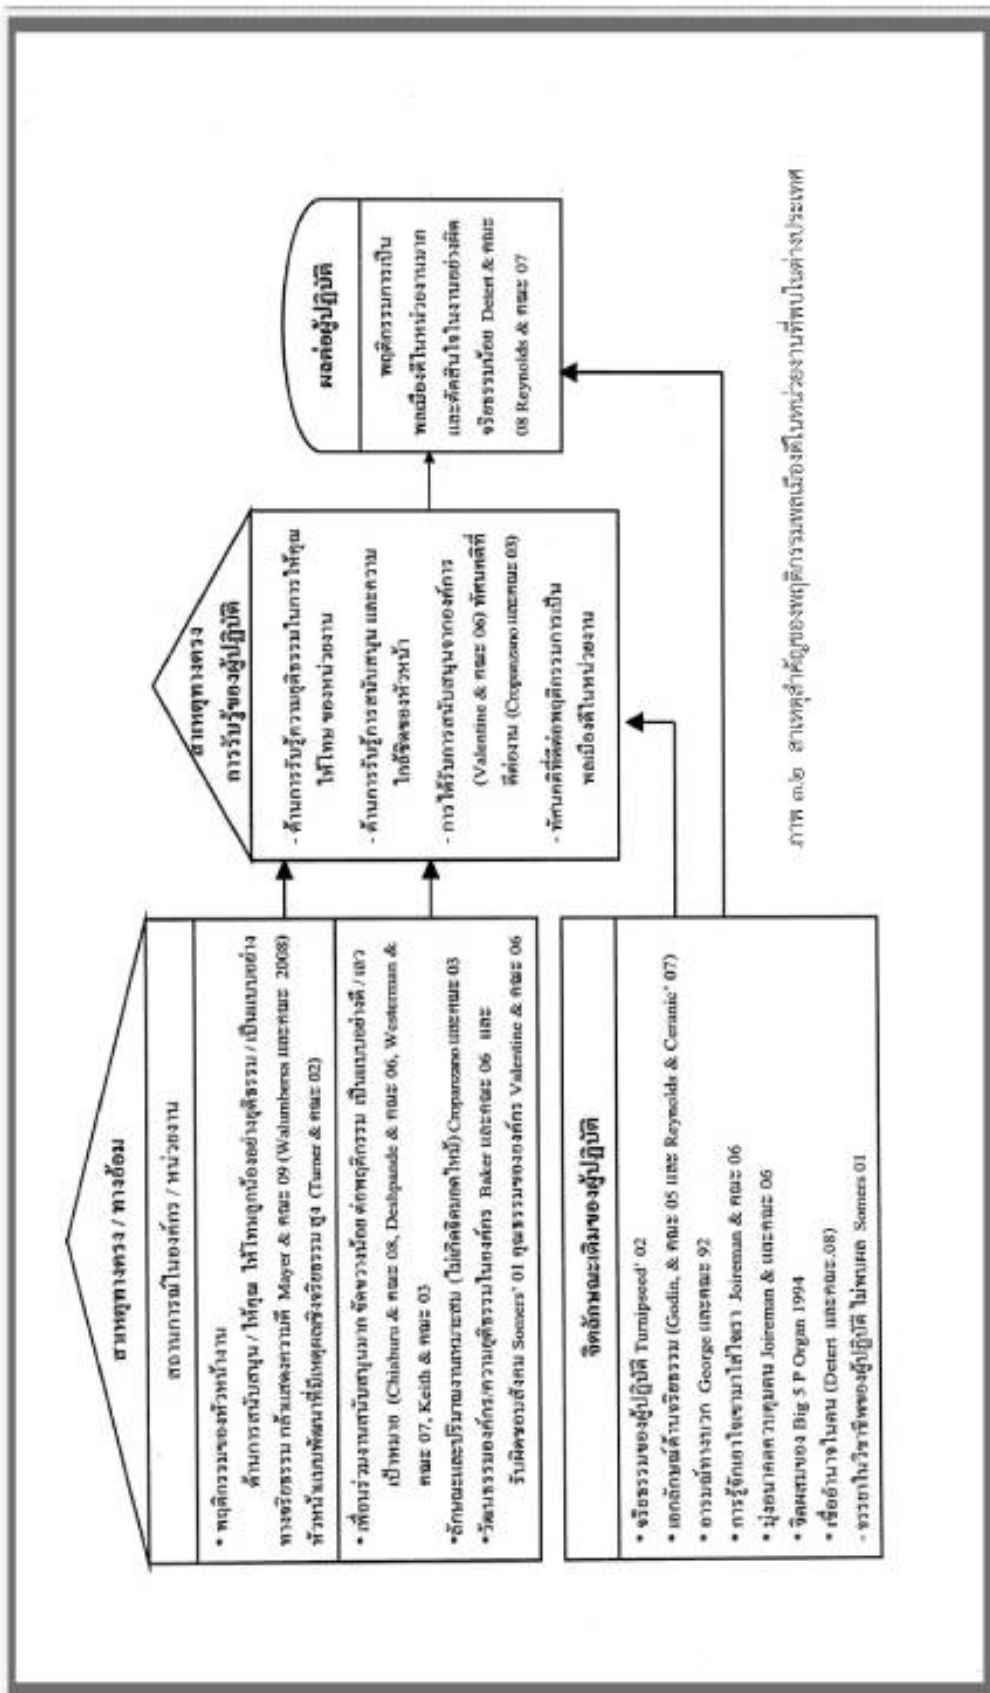 สาเหตุทางตรง / ทางอ้อม
สถานการณ์ในองค์กร / หน่วยงาน
• พฤติกรรมของหัวหน้างาน
ด้านการสนับสนุน / ให้คุณ ให้โทษลูกน้องอย่างยุติธรรม / เป็นแบบอย่าง
ทางจริยธรรม กล้าแสดงความดี Mayer & คณะ 09 (Walumbwa และคณะ 2008)
หัวหน้าแบบพัฒนาที่มีเหตุผลเชิงจริยธรรม สูง (Turner & คณะ 02)
• เพื่อนร่วมงานสนับสนุนมาก ขัดขวางน้อย ต่อพฤติกรรม เป็นแบบอย่างดี / เลว
เป้าหมาย (Chiaburu & คณะ 08, Deshpande & คณะ 06, Westerman &
คณะ 07, Keith & คณะ 03
•ลักษณะและปริมาณงานเหมาะสม (ไม่เกิดจิตหมดไหม้) Cropanzano และคณะ 03
•วัฒนธรรมองค์กร/ความยุติธรรมในองค์กร Baker และคณะ 06 และ
รับผิดชอบสังคม Somers' 01 คุณธรรมขององค์กร Valentine & คณะ 06
จิตลักษณะเดิมของผู้ปฏิบัติ
• จริยธรรมของผู้ปฏิบัติ Turnipseed' 02
• เอกลักษณ์ด้านจริยธรรม (Godin, & คณะ 05 และ Reynolds & Ceranic' 07)
• อารมณ์ทางบวก George และคณะ 92
• การรู้จักเอาใจเขามาใส่ใจเรา Joireman & คณะ 06
• มุ่งอนาคตควบคุมตน Joireman & และคณะ 06
• จิตผสมของ Big 5 P Organ 1994
• เชื่ออำนาจในตน (Detert และคณะ.08)
- จรรยาในวิชาชีพของผู้ปฏิบัติ ไม่พบผล Somers 01
สาเหตุทางตรง
การรับรู้ของผู้ปฏิบัติ
- ด้านการรับรู้ความยุติธรรมในการให้คุณ
ให้โทษ ของหน่วยงาน
- ด้านการรับรู้การสนับสนุน และความ
ใกล้ชิดของหัวหน้า
- การได้รับการสนับสนุนจากองค์การ
(Valentine & คณะ 06) ทัศนคติที่
ดีต่องาน (Cropanzano และคณะ 03)
- ทัศนคติที่ดีต่อพฤติกรรมการเป็น
พลเมืองดีในหน่วยงาน
ผลต่อผู้ปฏิบัติ
พฤติกรรมการเป็น
พลเมืองดีในหน่วยงานมาก
และตัดสินใจในงานอย่างผิด
จริยธรรมน้อย Detert & คณะ
08 Reynolds & คณะ 07
ภาพ ๓.๒ สาเหตุสำคัญของพฤติกรรมพลเมืองดีในหน่วยงานที่พบในต่างประเทศ